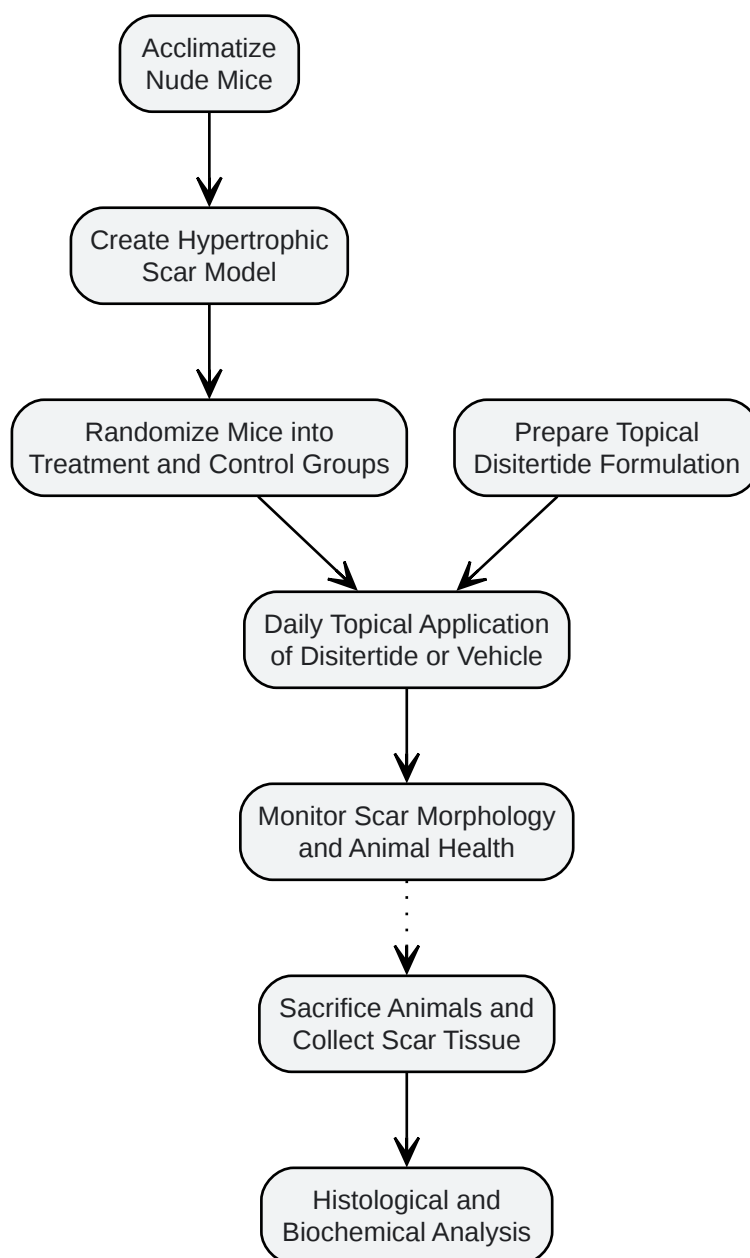 Acclimatize
Nude Mice
Create Hypertrophic
Scar Model
Randomize Mice into
Treatment and Control Groups
Prepare Topical
Disitertide Formulation
Daily Topical Application
of Disitertide or Vehicle
Monitor Scar Morphology
and Animal Health
Sacrifice Animals and
Collect Scar Tissue
Histological and
Biochemical Analysis